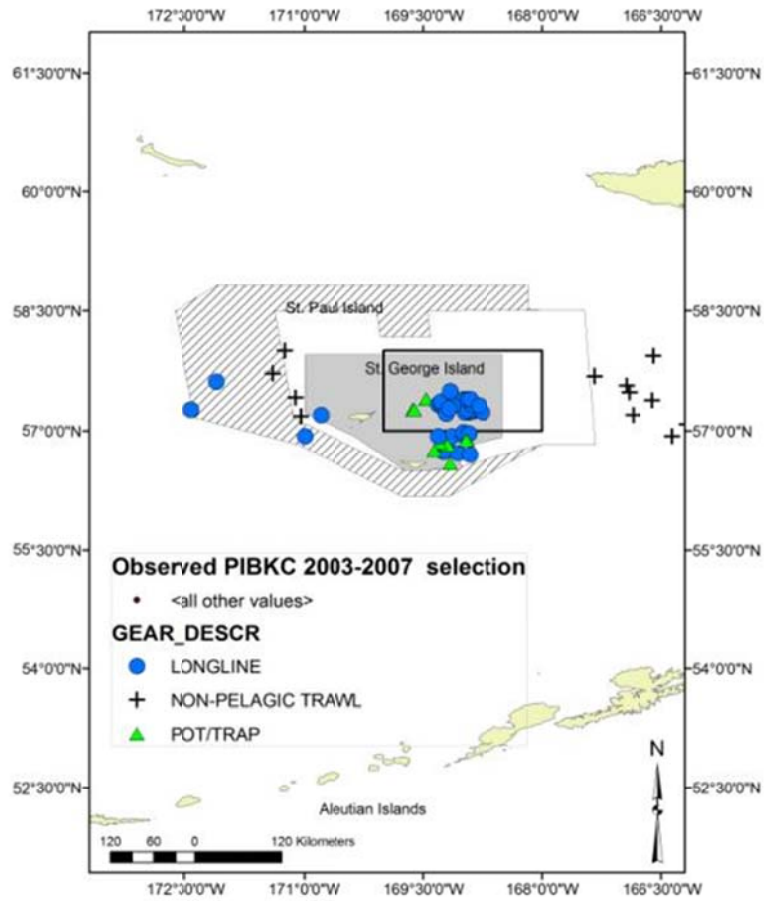 172°30'0"W 171°0'0"W 169°30'0"W 168°0'0"W 166°30'0"W
61°30'0"N 61°30'0"N
60°0'0"N 60°0'0"N
58°30'0"N 58°30'0"N
St. Paul Island
St. George Island
57°0'0"N 57°0'0"N
55°30'0"N 55°30'0"N
Observed PIBKC 2003-2007 selection
<all other values>
GEAR_DESCR
LONGLINE
NON-PELAGIC TRAWL
POT/TRAP
54°0'0"N 54°0'0"N
N
52°30'0"N 52°30'0"N
Aleutian Islands
120 60 0 120 Kilometers
172°30'0"W 171°0'0"W 169°30'0"W 168°0'0"W 166°30'0"W